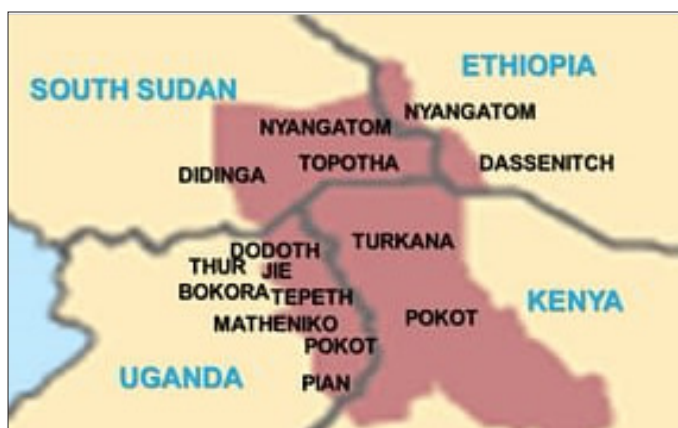 ETHIOPIA
SOUTH SUDAN
NYANGATOM
NYANGATOM
TOPOTHA
DASSENITCH
DIDINGA
DODOTH
TURKANA
THUR
JIE
BOKORA
TEPETH
KENYA
MATHENIKO
POKOT
POKOT
UGANDA
PIAN